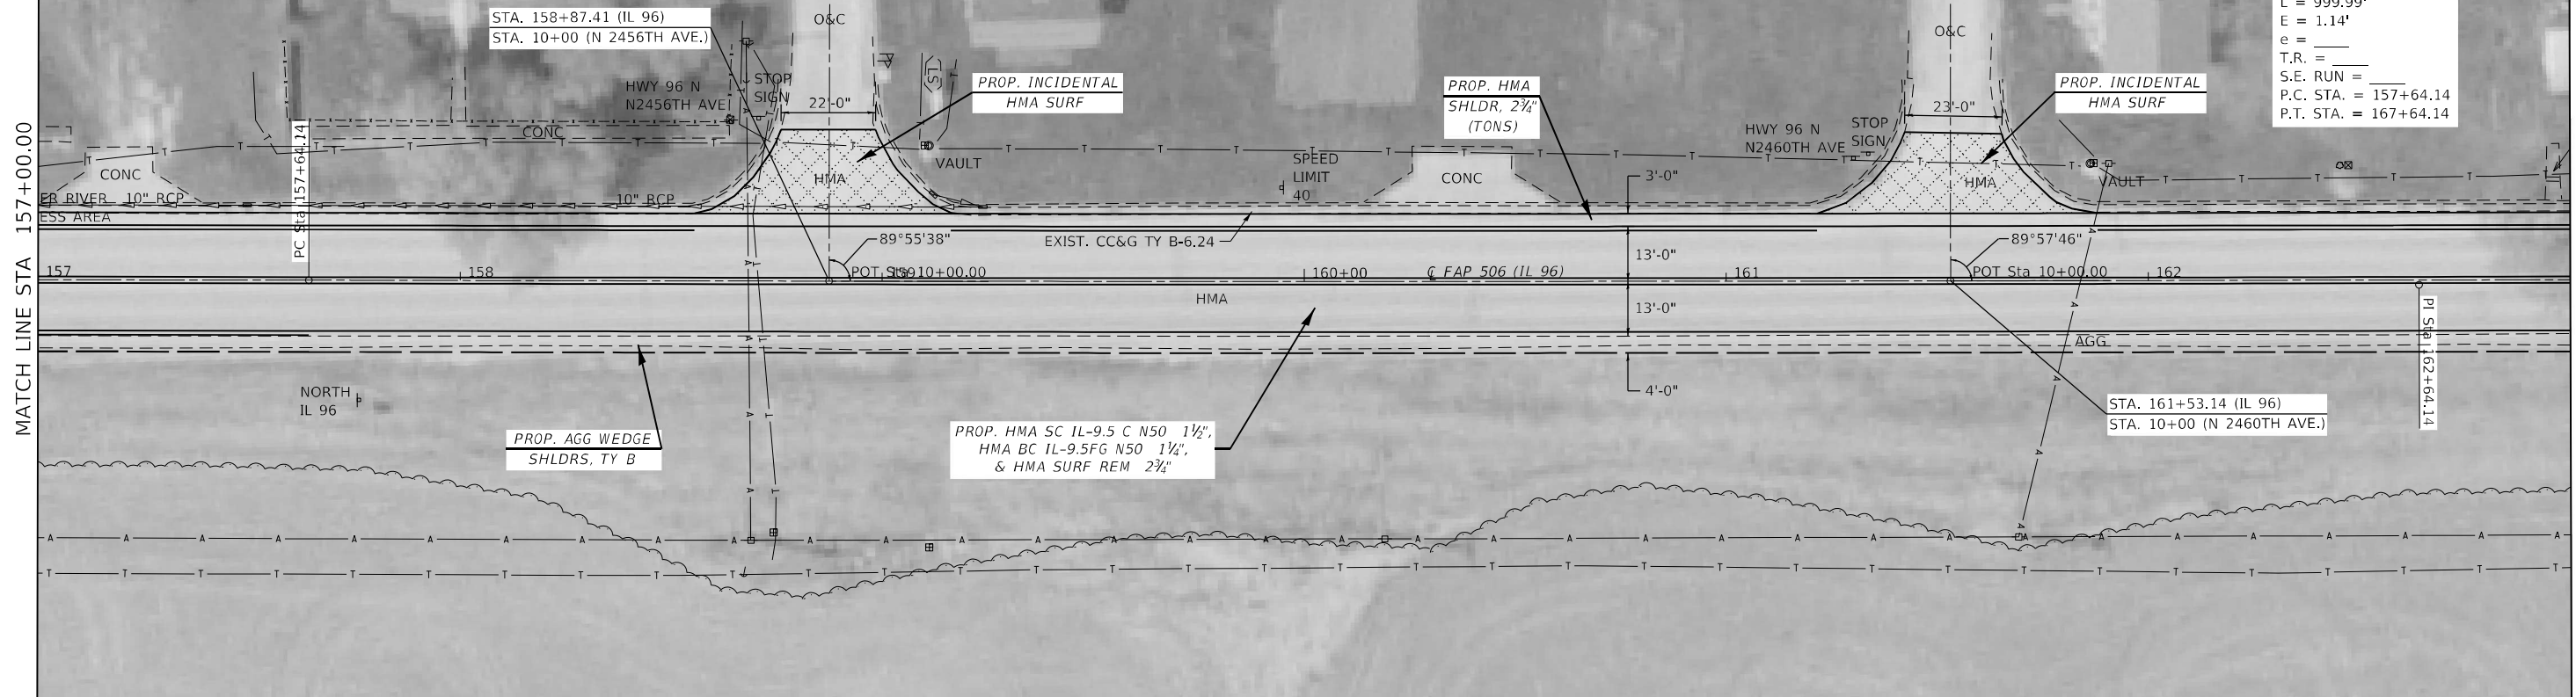 STA. 158+87.41 (IL 96)
STA. 10+00 (N 2456TH AVE.)
O&C
O&C
L = 999.99'
E = 1.14'
e = ____
T.R. = ____
S.E. RUN = ____
P.C. STA. = 157+64.14
P.T. STA. = 167+64.14
HWY 96 N
N2456TH AVE
STOP
SIGN
22'-0"
LS
PROP. INCIDENTAL
HMA SURF
PROP. HMA
SHLDR, 2¾"
(TONS)
PROP. INCIDENTAL
HMA SURF
23'-0"
HWY 96 N
N2460TH AVE
STOP
SIGN
MATCH LINE STA 157+00.00
PC Sta 157+64.14
CONC
CONC
VAULT
HMA
SPEED
LIMIT
40
CONC
3'-0"
HMA
VAULT
ER RIVER 10" RCP
10" RCP
ESS AREA
EXIST. CC&G TY B-6.24
89°55'38"
89°57'46"
13'-0"
157
158
POT Sta 10+00.00
159
160+00
℄ FAP 506 (IL 96)
161
POT Sta 10+00.00
162
HMA
13'-0"
AGG
PI Sta 162+64.14
4'-0"
NORTH
IL 96
PROP. AGG WEDGE
SHLDRS, TY B
PROP. HMA SC IL-9.5 C N50 1½",
HMA BC IL-9.5FG N50 1¼",
& HMA SURF REM 2¾"
STA. 161+53.14 (IL 96)
STA. 10+00 (N 2460TH AVE.)